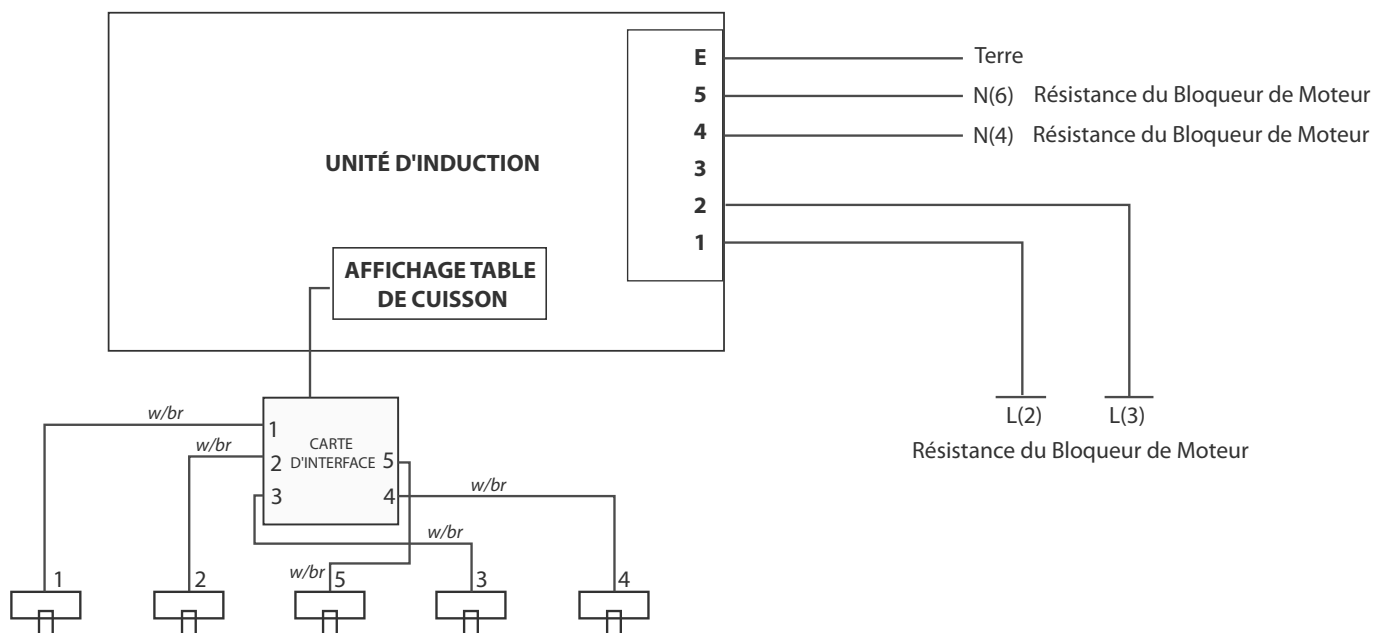 E
Terre
5
N(6) Résistance du Bloqueur de Moteur
4
N(4) Résistance du Bloqueur de Moteur
UNITÉ D'INDUCTION
3
2
1
AFFICHAGE TABLE
DE CUISSON
L(2)
L(3)
Résistance du Bloqueur de Moteur
w/br
1
w/br
2
CARTE
D'INTERFACE
5
3
4
w/br
w/br
w/br
1
2
5
3
4